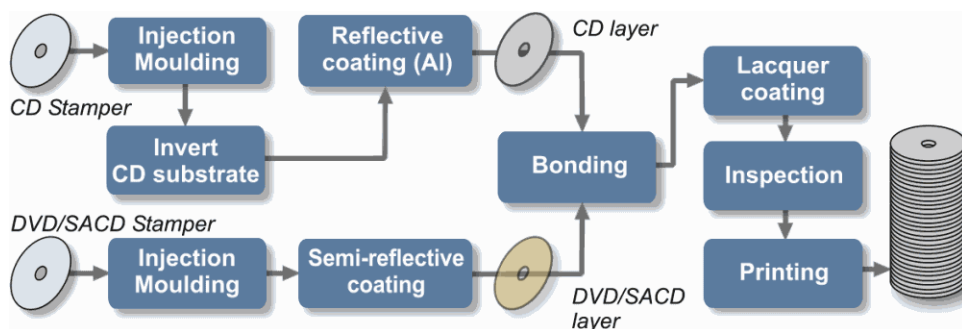 CD Stamper
Injection
Moulding
Invert
CD substrate
Reflective
coating (Al)
CD layer
DVD/SACD Stamper
Injection
Moulding
Semi-reflective
coating
DVD/SACD
layer
Bonding
Lacquer
coating
Inspection
Printing